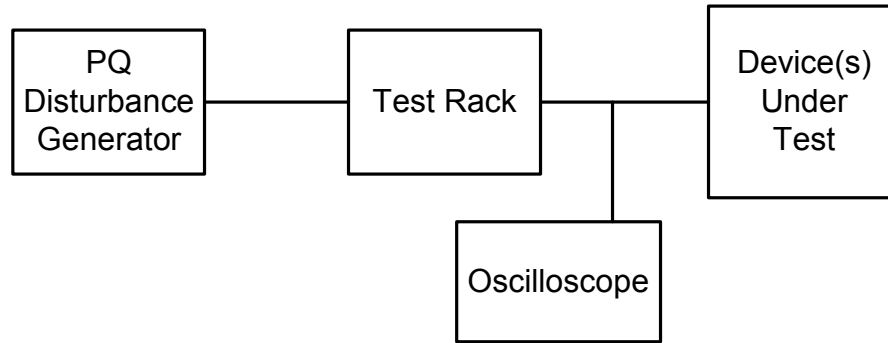 PQ
Disturbance
Generator
Test Rack
Device(s)
Under
Test
Oscilloscope